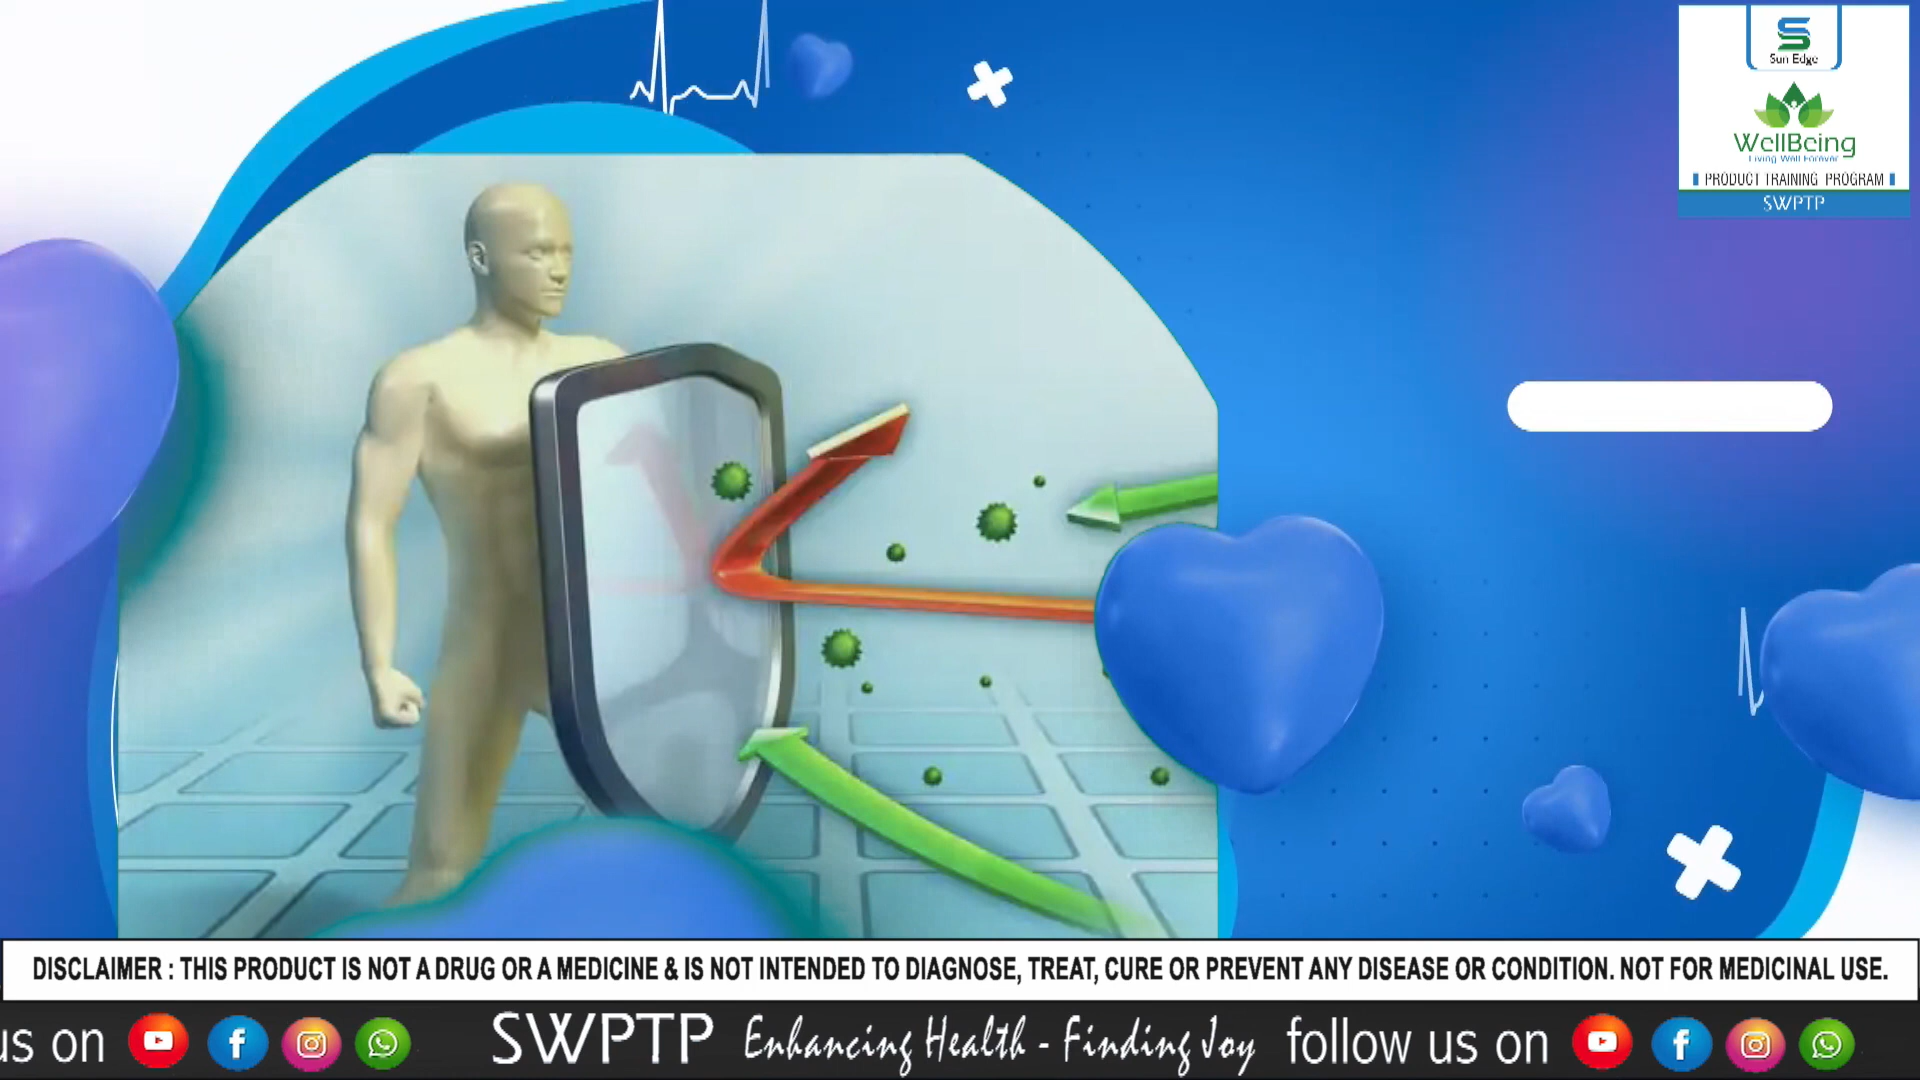 S
Sun Edge
WellBeing
Living Well Forever
PRODUCT TRAINING PROGRAM
SWPTP
DISCLAIMER : THIS PRODUCT IS NOT A DRUG OR A MEDICINE & IS NOT INTENDED TO DIAGNOSE, TREAT, CURE OR PREVENT ANY DISEASE OR CONDITION. NOT FOR MEDICINAL USE.
us on SWPTP Enhancing Health - Finding Joy follow us on